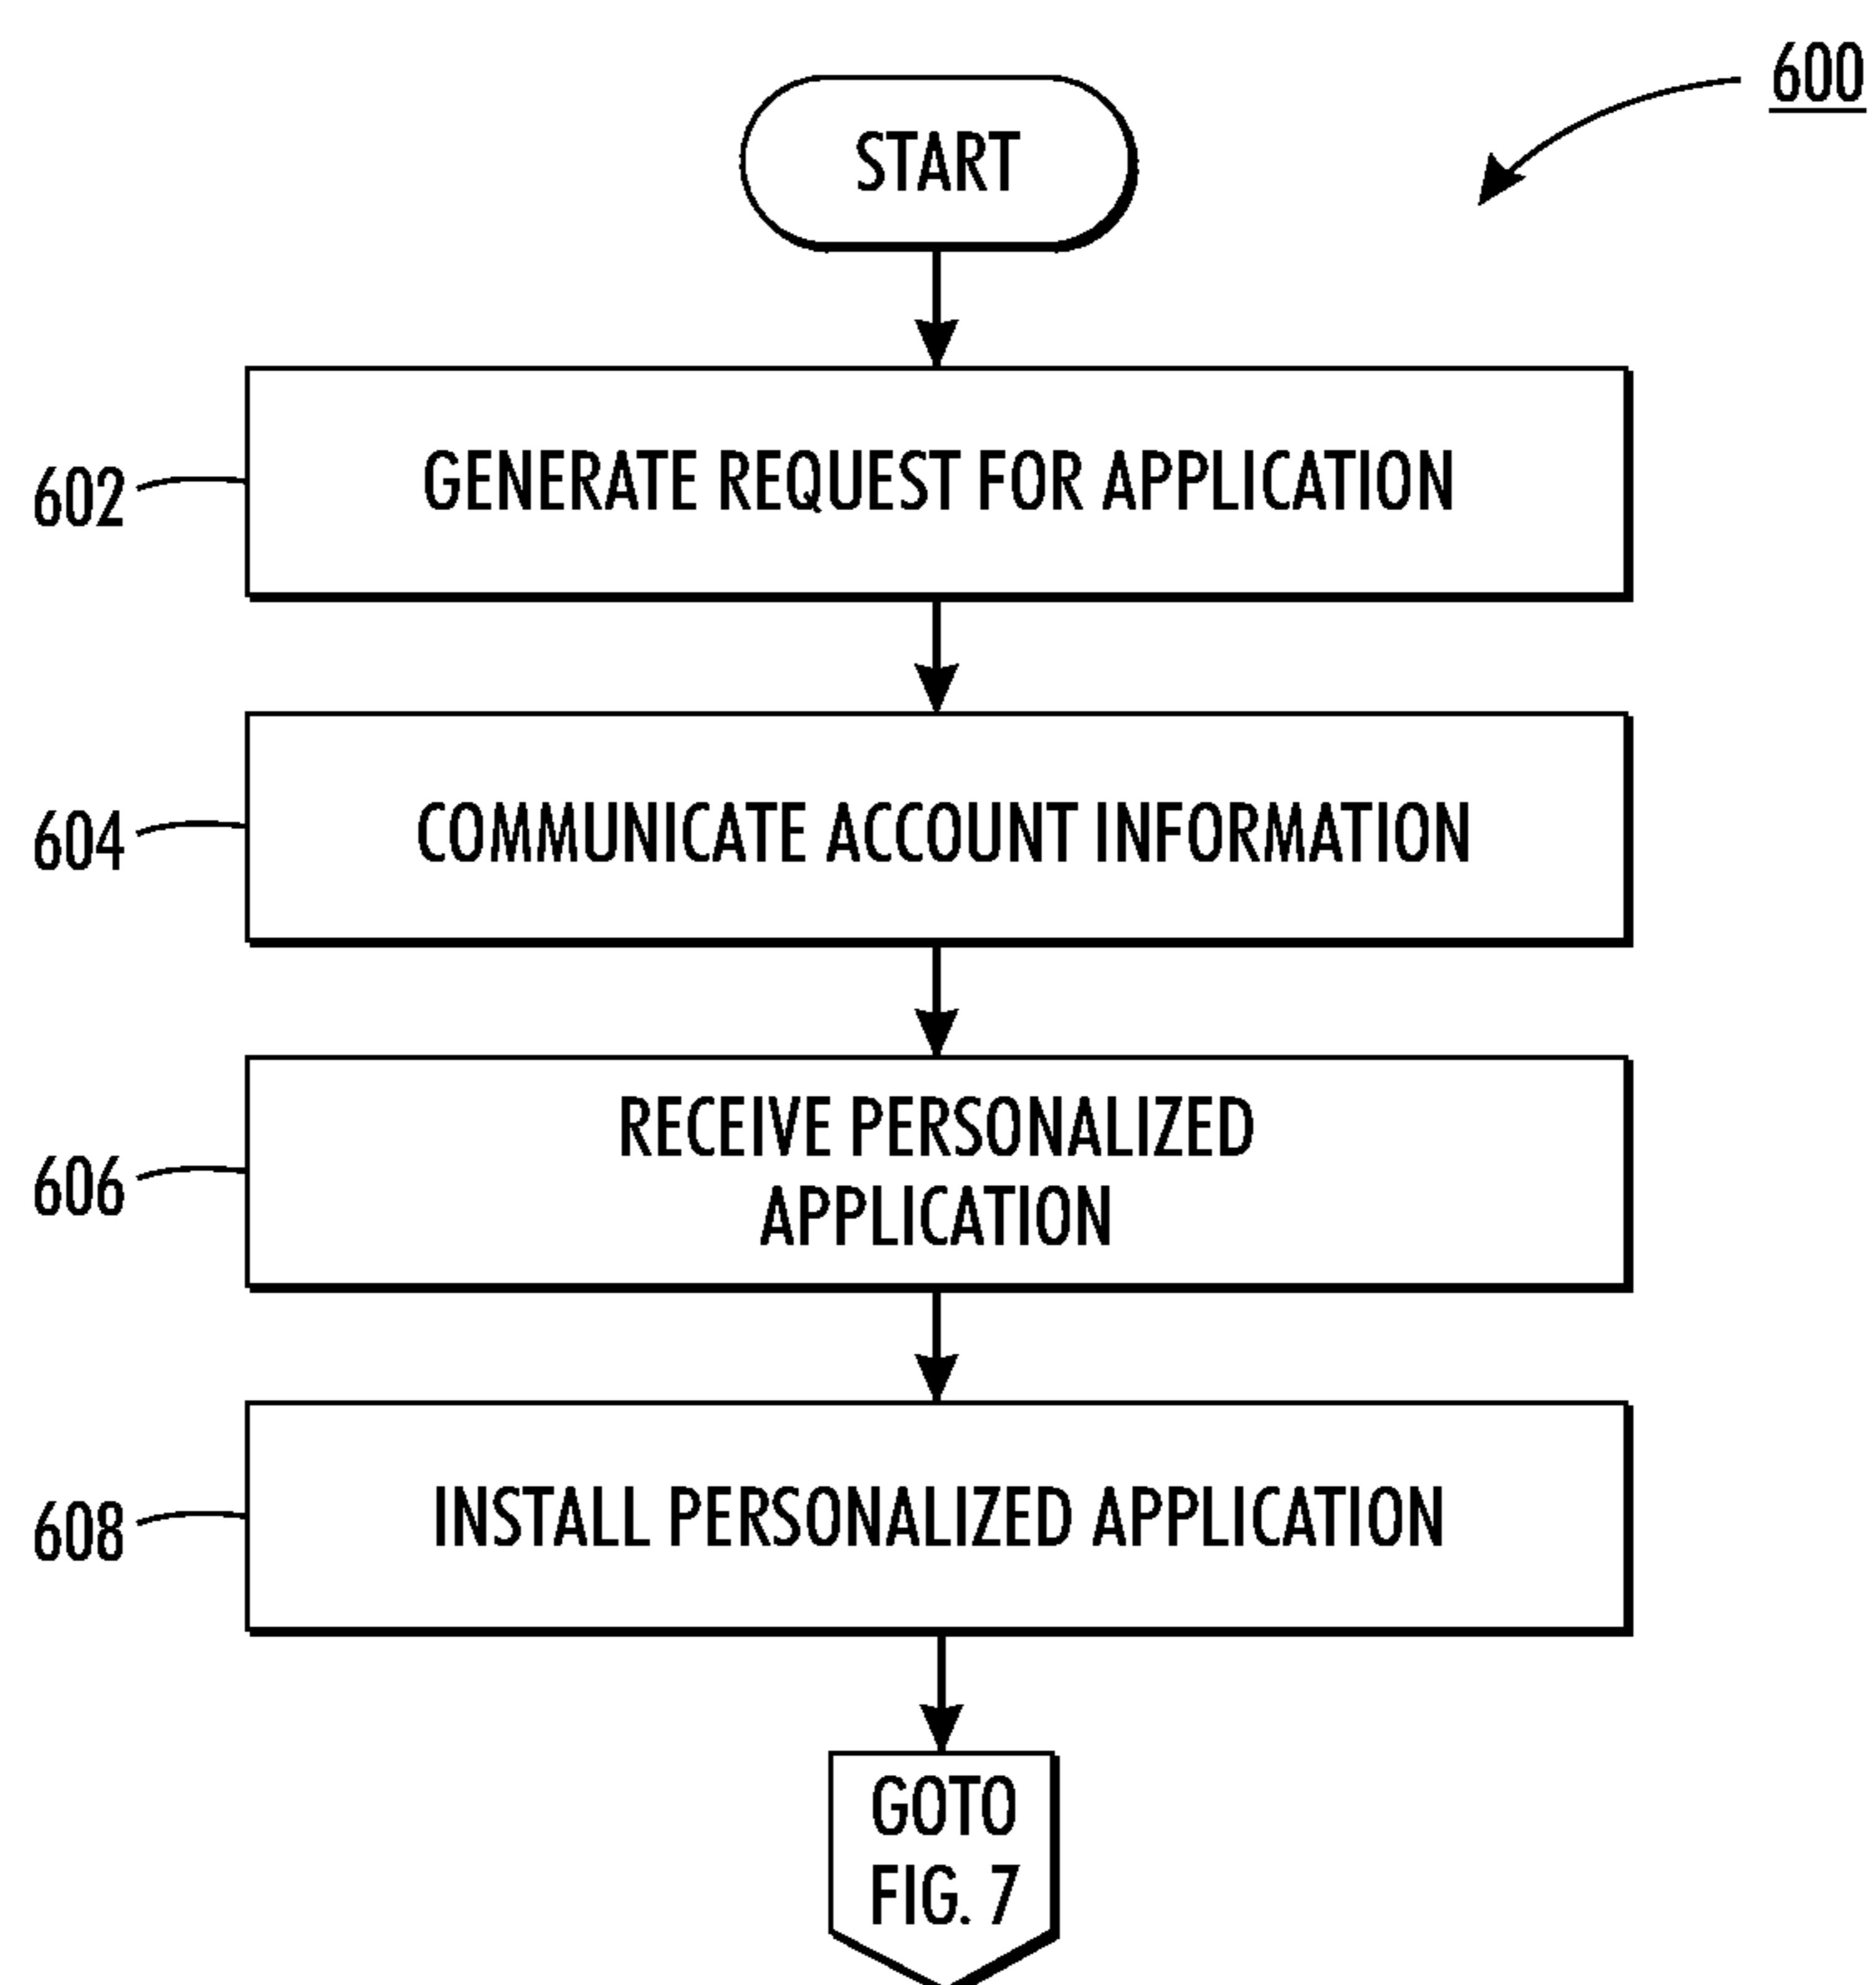 600
START
602
GENERATE REQUEST FOR APPLICATION
604
COMMUNICATE ACCOUNT INFORMATION
606
RECEIVE PERSONALIZED
APPLICATION
608
INSTALL PERSONALIZED APPLICATION
GOTO
FIG. 7